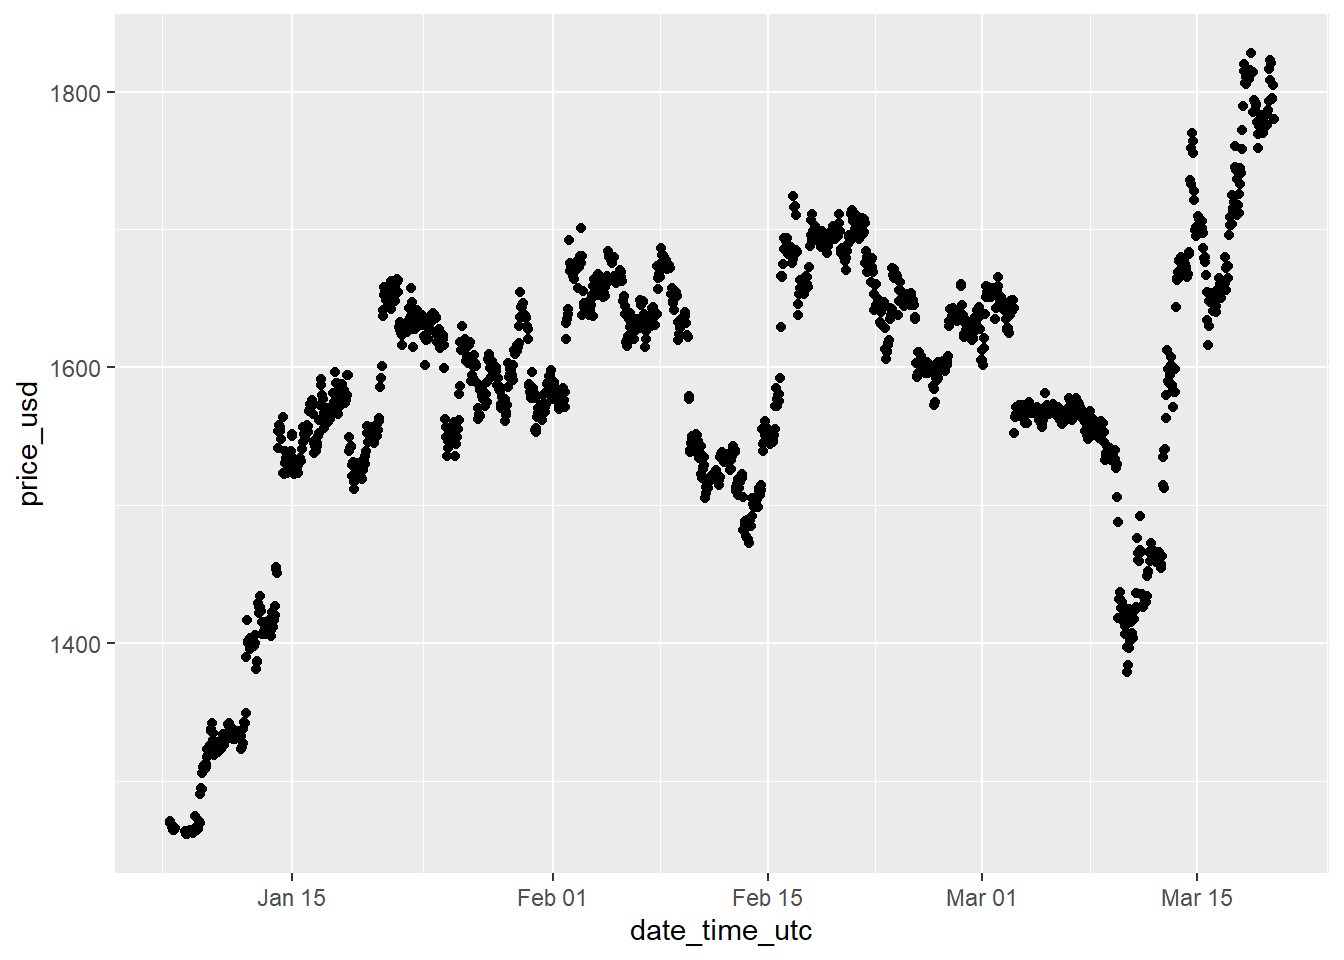 1800
1600
1400
price_usd
Jan 15
Feb 01
Feb 15
Mar 01
Mar 15
date_time_utc